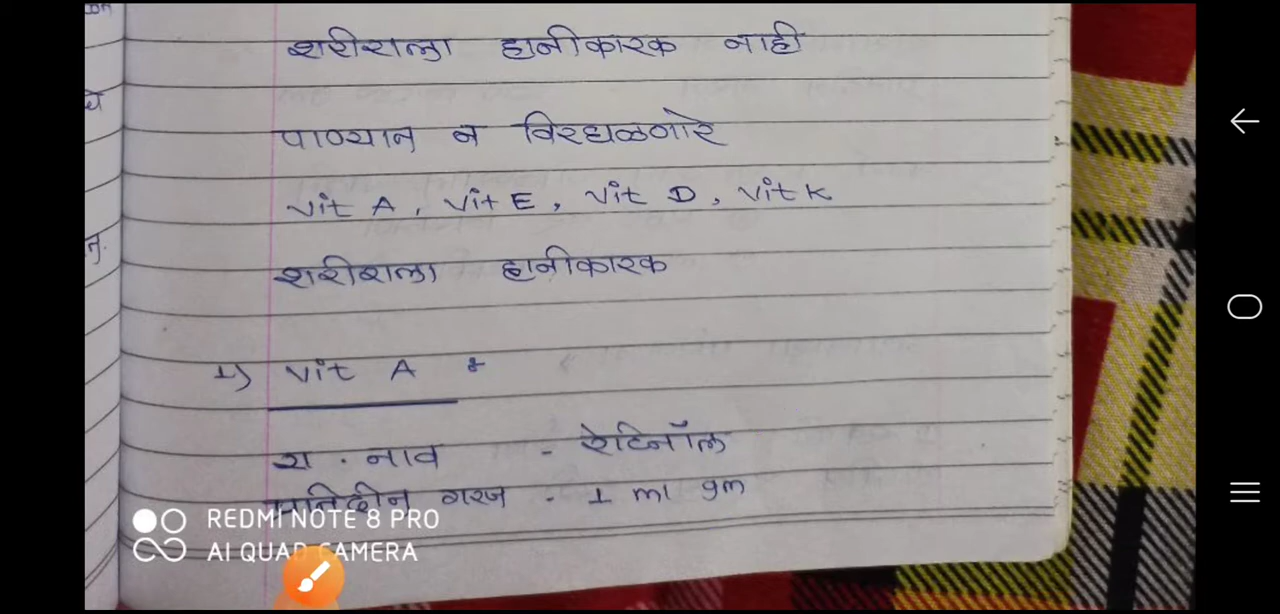 शरीराला हानीकारक नाही
पाण्यात न विरघळणारे
Vit A, Vit E, Vit D, Vit K
शरीराला हानीकारक
1) Vit A :
रा. नाव - रेटिनॉल
प्रतिदीन गरज - 1 ml gm
REDMI NOTE 8 PRO
AI QUAD CAMERA